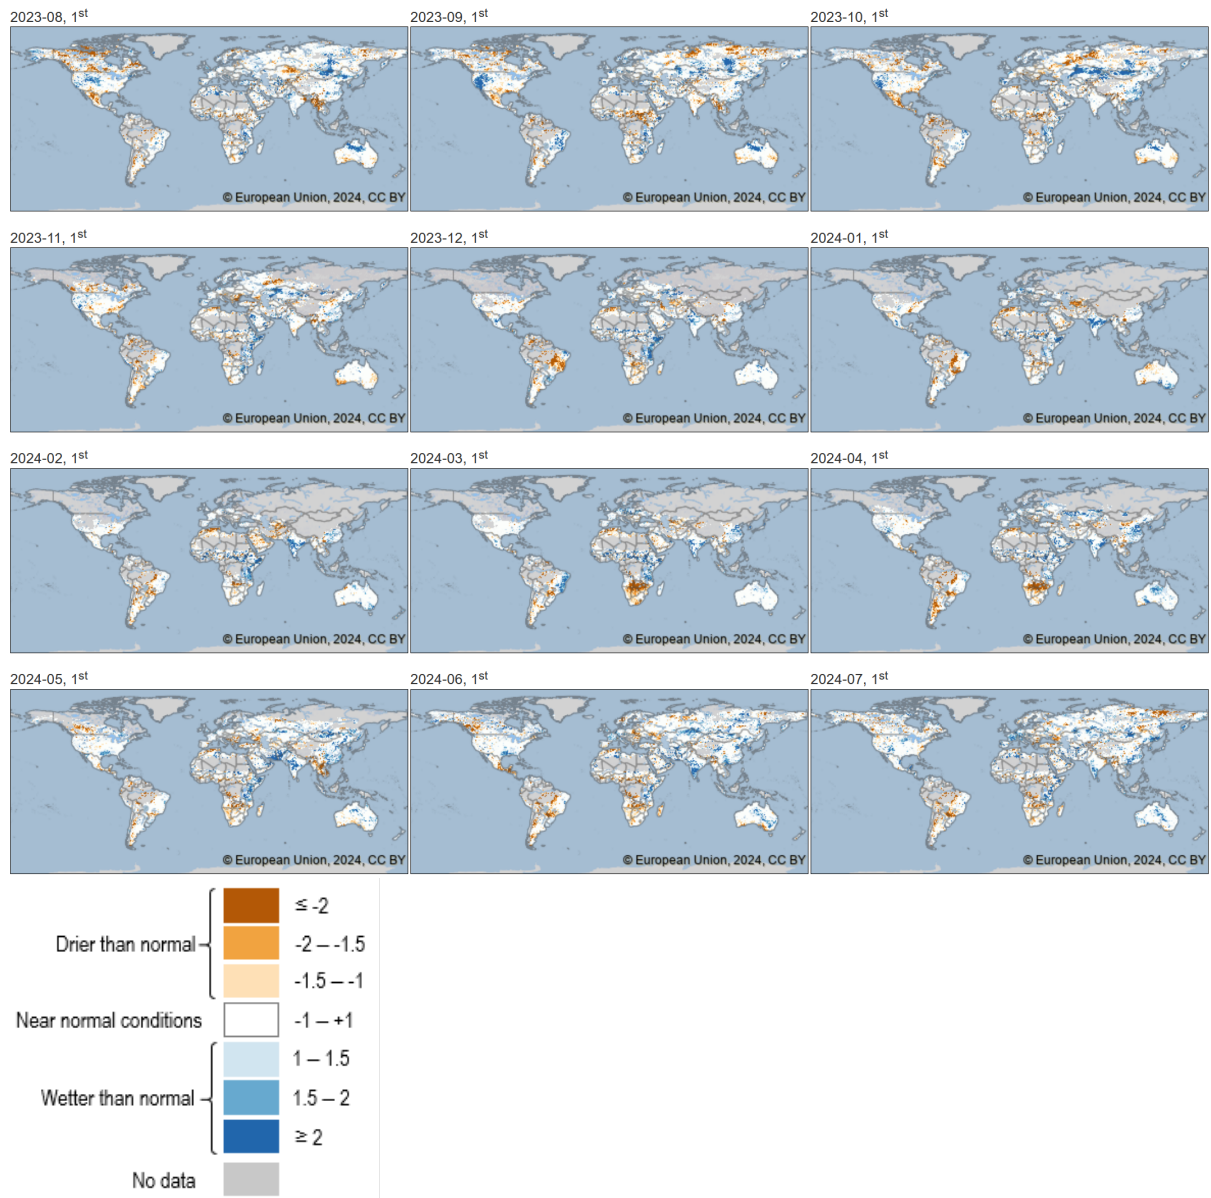 2023-08, 1st
2023-09, 1st
2023-10, 1st
© European Union, 2024, CC BY
© European Union, 2024, CC BY
© European Union, 2024, CC BY
2023-11, 1st
2023-12, 1st
2024-01, 1st
© European Union, 2024, CC BY
© European Union, 2024, CC BY
© European Union, 2024, CC BY
2024-02, 1st
2024-03, 1st
2024-04, 1st
© European Union, 2024, CC BY
© European Union, 2024, CC BY
© European Union, 2024, CC BY
2024-05, 1st
2024-06, 1st
2024-07, 1st
© European Union, 2024, CC BY
© European Union, 2024, CC BY
© European Union, 2024, CC BY
≤ -2
Drier than normal
-2 – -1.5
-1.5 – -1
Near normal conditions
-1 – +1
1 – 1.5
Wetter than normal
1.5 – 2
≥ 2
No data